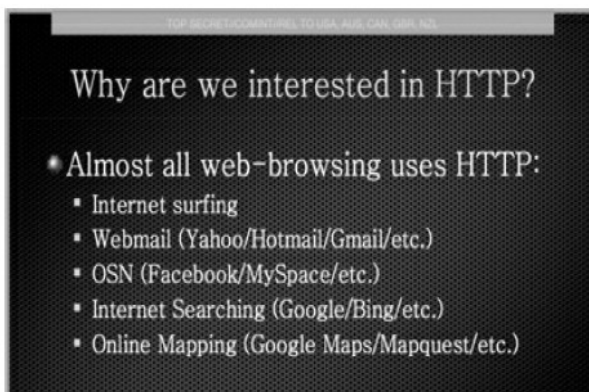 TOP SECRET//COMINT//REL TO USA, AUS, CAN, GBR, NZL
Why are we interested in HTTP?
Almost all web-browsing uses HTTP:
Internet surfing
Webmail (Yahoo/Hotmail/Gmail/etc.)
OSN (Facebook/MySpace/etc.)
Internet Searching (Google/Bing/etc.)
Online Mapping (Google Maps/Mapquest/etc.)